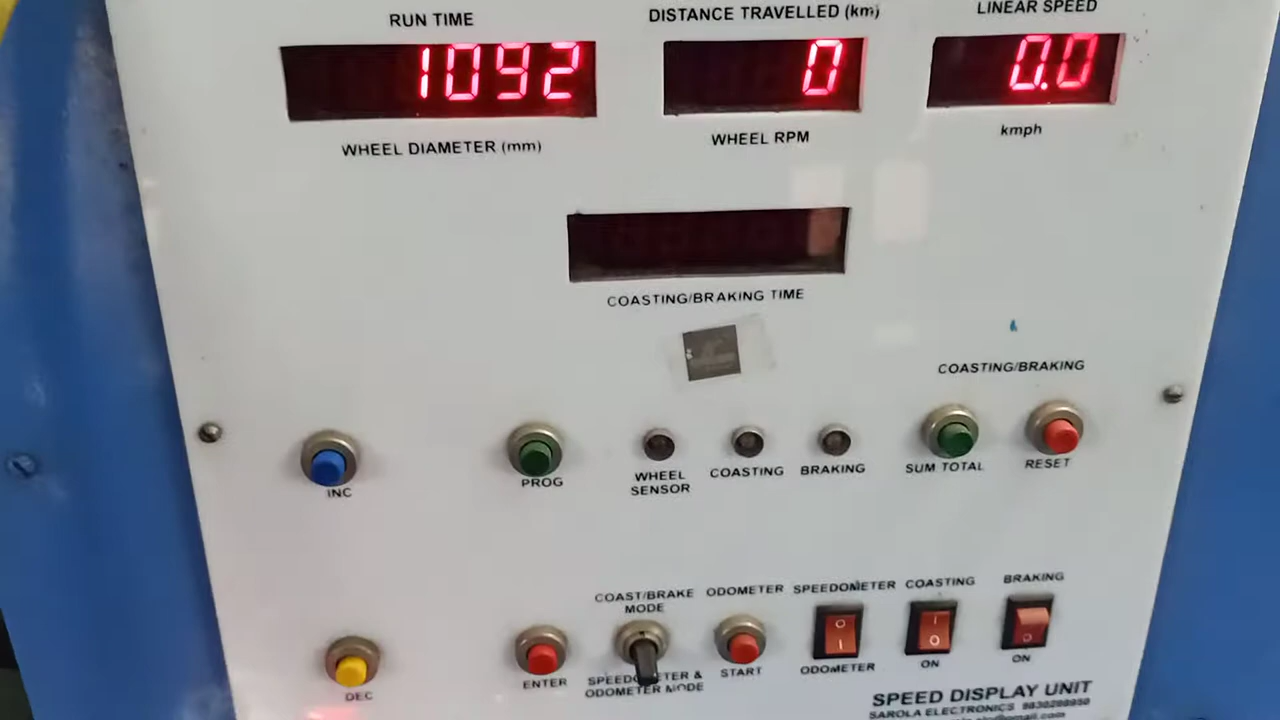 RUN TIME
DISTANCE TRAVELLED (km)
LINEAR SPEED
1092
0
0.0
WHEEL DIAMETER (mm)
WHEEL RPM
kmph
COASTING/BRAKING TIME
COASTING/BRAKING
INC
PROG
WHEEL
SENSOR
COASTING
BRAKING
SUM TOTAL
RESET
COAST/BRAKE
MODE
ODOMETER
SPEEDOMETER
COASTING
BRAKING
DEC
ENTER
SPEEDOMETER &
ODOMETER MODE
START
ODOMETER
ON
ON
SPEED DISPLAY UNIT
SAROLA ELECTRONICS